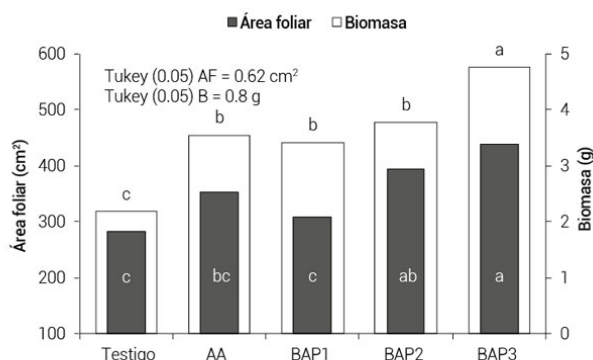 Área foliar Biomasa
600 5
Tukey (0.05) AF = 0.62 cm²
Tukey (0.05) B = 0.8 g
a
500 4
b b b
400 3
Área foliar (cm²) Biomasa (g)
300 2
c
200 1
c bc c ab a
100 0
Testigo AA BAP1 BAP2 BAP3